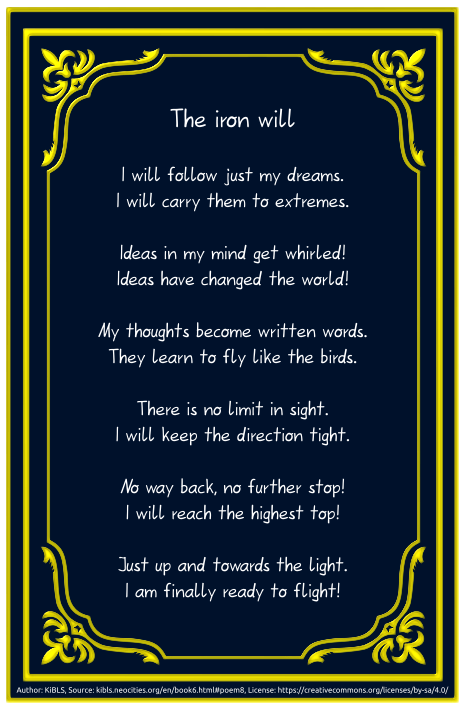 The iron will
I will follow just my dreams.
I will carry them to extremes.
Ideas in my mind get whirled!
Ideas have changed the world!
My thoughts become written words.
They learn to fly like the birds.
There is no limit in sight.
I will keep the direction tight.
No way back, no further stop!
I will reach the highest top!
Just up and towards the light.
I am finally ready to flight!
Author: KiBLS, Source: kibls.neocities.org/en/book6.html#poem8, License: https://creativecommons.org/licenses/by-sa/4.0/